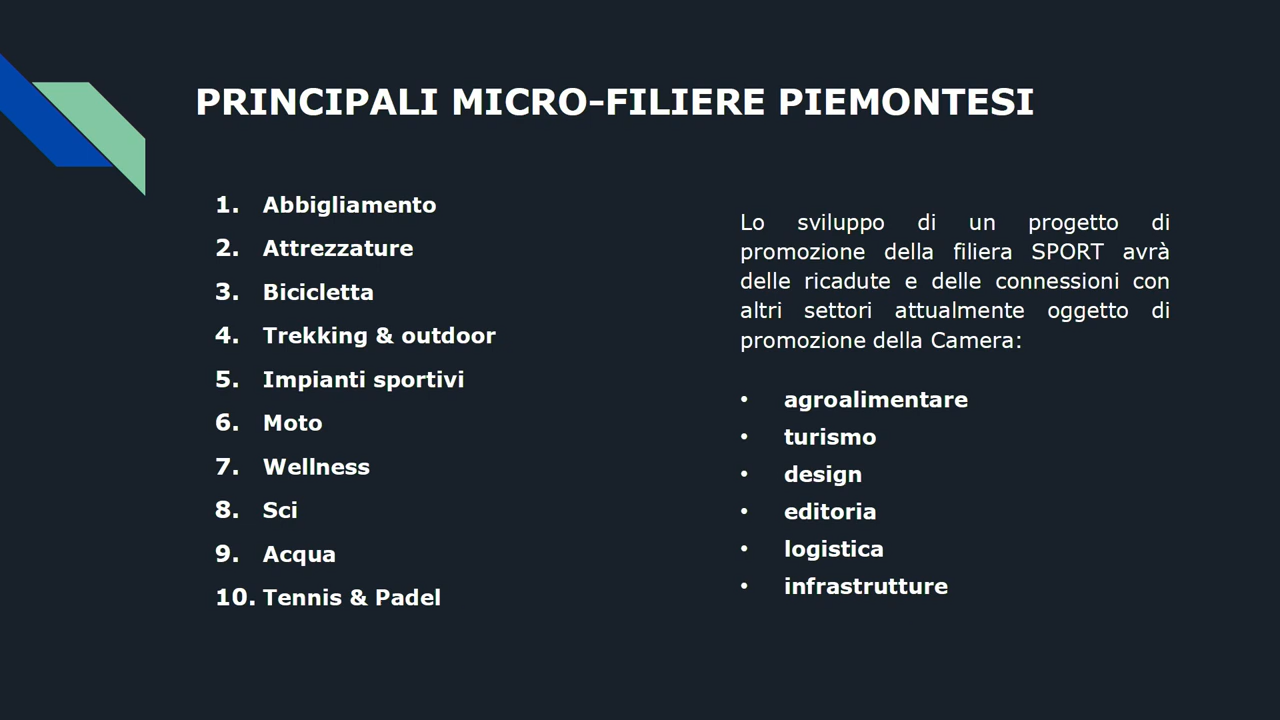 PRINCIPALI MICRO-FILIERE PIEMONTESI
1. Abbigliamento
2. Attrezzature
3. Bicicletta
4. Trekking & outdoor
5. Impianti sportivi
6. Moto
7. Wellness
8. Sci
9. Acqua
10. Tennis & Padel
Lo sviluppo di un progetto di
promozione della filiera SPORT avrà
delle ricadute e delle connessioni con
altri settori attualmente oggetto di
promozione della Camera:
• agroalimentare
• turismo
• design
• editoria
• logistica
• infrastrutture